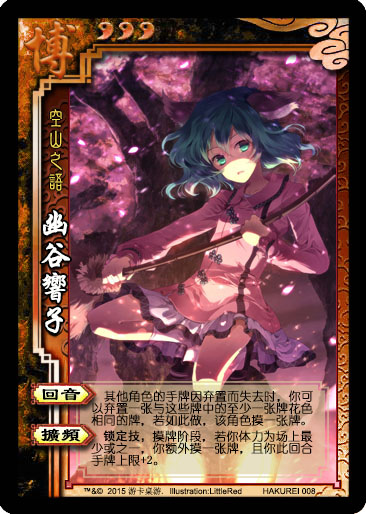 博
空山之語
幽谷響子
回音
其他角色的手牌因弃置而失去时，你可
以弃置一张与这些牌中的至少一张牌花色
相同的牌，若如此做，该角色摸一张牌。
擴頻
锁定技，摸牌阶段，若你体力为场上最
少或之一，你额外摸一张牌，且你此回合
手牌上限+2。
™&© 2015 游卡桌游. Illustration:LittleRed HAKUREI 008